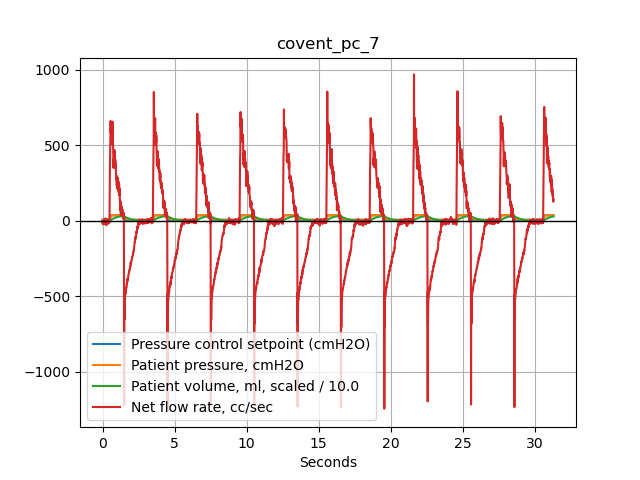 covent_pc_7
1000
500
0
−500
−1000
Pressure control setpoint (cmH2O)
Patient pressure, cmH2O
Patient volume, ml, scaled / 10.0
Net flow rate, cc/sec
0 5 10 15 20 25 30
Seconds